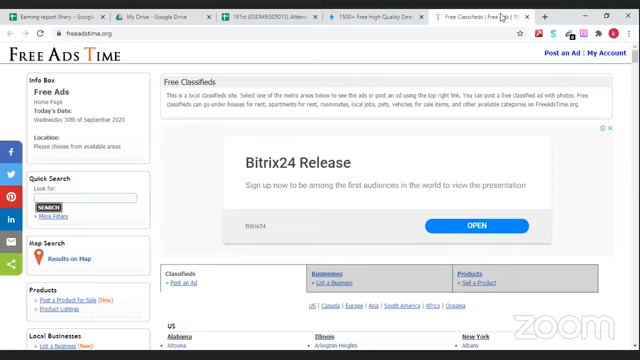 Earning report Shery - Googl
My Drive - Google Drive
191st (03DMBG05015) Attend
1500+ Free High Quality Direc
Free Classifieds | Free Ads | TO
freeadstime.org
FREE ADS TIME
Post an Ad | My Account
Info Box
Free Ads
Home Page
Today's Date:
Wednesday 30th of September 2020
Location:
Please choose from available areas
Free Classifieds
This is a local classifieds site. Select one of the metro areas below to see the ads or post an ad using the top right link. You can post a free classified ad with photos. Free
classifieds can go under houses for rent, apartments for rent, roommates, local jobs, pets, vehicles, for sale items, and other available categories on FreeAdsTime.org.
Quick Search
Look for:
SEARCH
> More Filters
Bitrix24 Release
Sign up now to be among the first audiences in the world to view the presentation
Bitrix24
OPEN
Map Search
Results on Map
Classifieds
> Post an Ad
Businesses
> List a Business
Products
> Sell a Product
Products
> Post a Product for Sale (New)
> Product Listings
US | Canada | Europe | Asia | South America | Africa | Oceania
US
Alabama
> Altoona
Illinois
> Arlington Heights
New York
> Albany
Local Businesses
> List a Business (New)
zoom